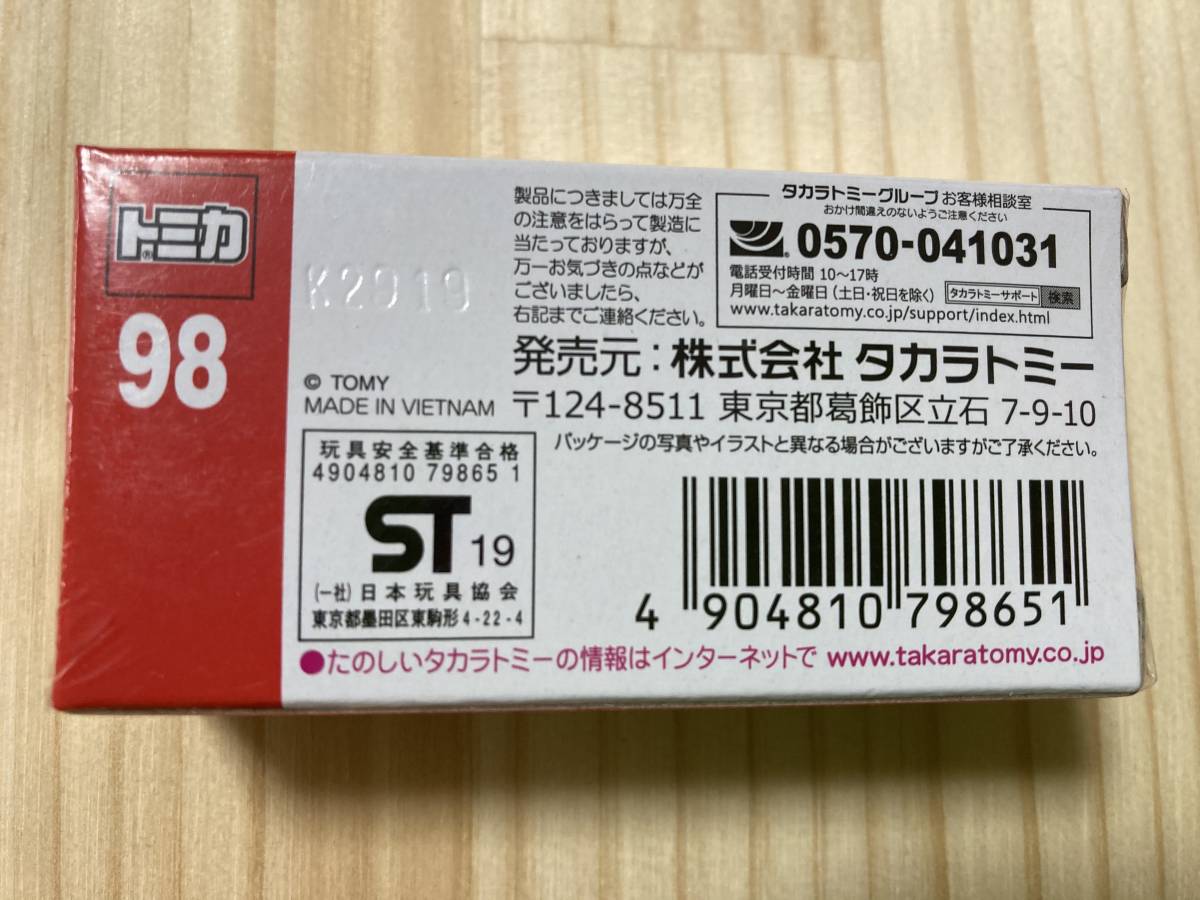 トミカ®
98
K2919
© TOMY
MADE IN VIETNAM
製品につきましては万全
の注意をはらって製造に
当たっておりますが、
万一お気づきの点などが
ございましたら、
右記までご連絡ください。
タカラトミーグループ お客様相談室
おかけ間違えのないようご注意ください
0570-041031
電話受付時間 10～17時
月曜日～金曜日（土日・祝日を除く） タカラトミーサポート 検索
www.takaratomy.co.jp/support/index.html
発売元：株式会社 タカラトミー
〒124-8511 東京都葛飾区立石 7-9-10
パッケージの写真やイラストと異なる場合がございますがご了承ください。
玩具安全基準合格
4904810 79865 1
ST 19
(一社)日本玩具協会
東京都墨田区東駒形4-22-4
4 904810 798651
●たのしいタカラトミーの情報はインターネットで www.takaratomy.co.jp